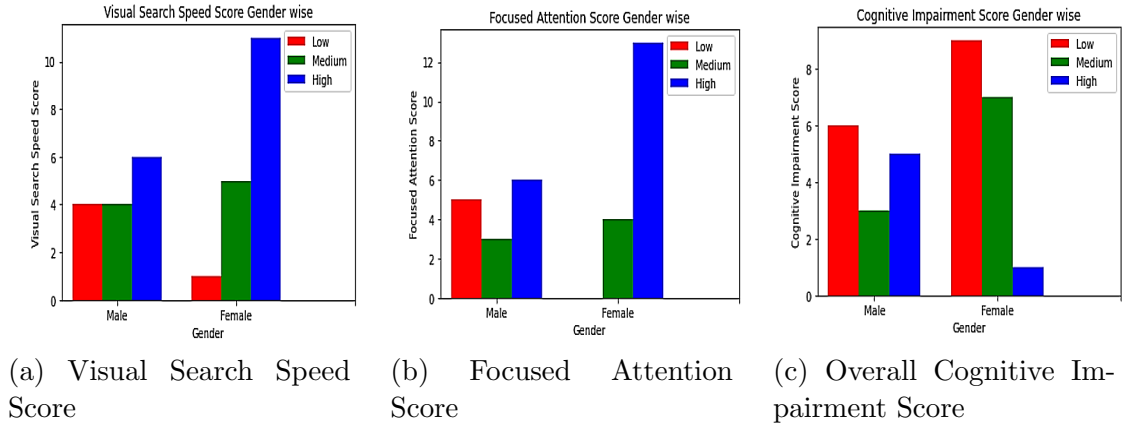 Visual Search Speed Score Gender wise
Low
Medium
High
Visual Search Speed Score
10
8
6
4
2
0
Male
Female
Gender
Focused Attention Score Gender wise
Low
Medium
High
Focused Attention Score
12
10
8
6
4
2
0
Male
Female
Gender
Cognitive Impairment Score Gender wise
Low
Medium
High
Cognitive Impairment Score
8
6
4
2
0
Male
Female
Gender
(a) Visual Search Speed
Score
(b) Focused Attention
Score
(c) Overall Cognitive Im-
pairment Score